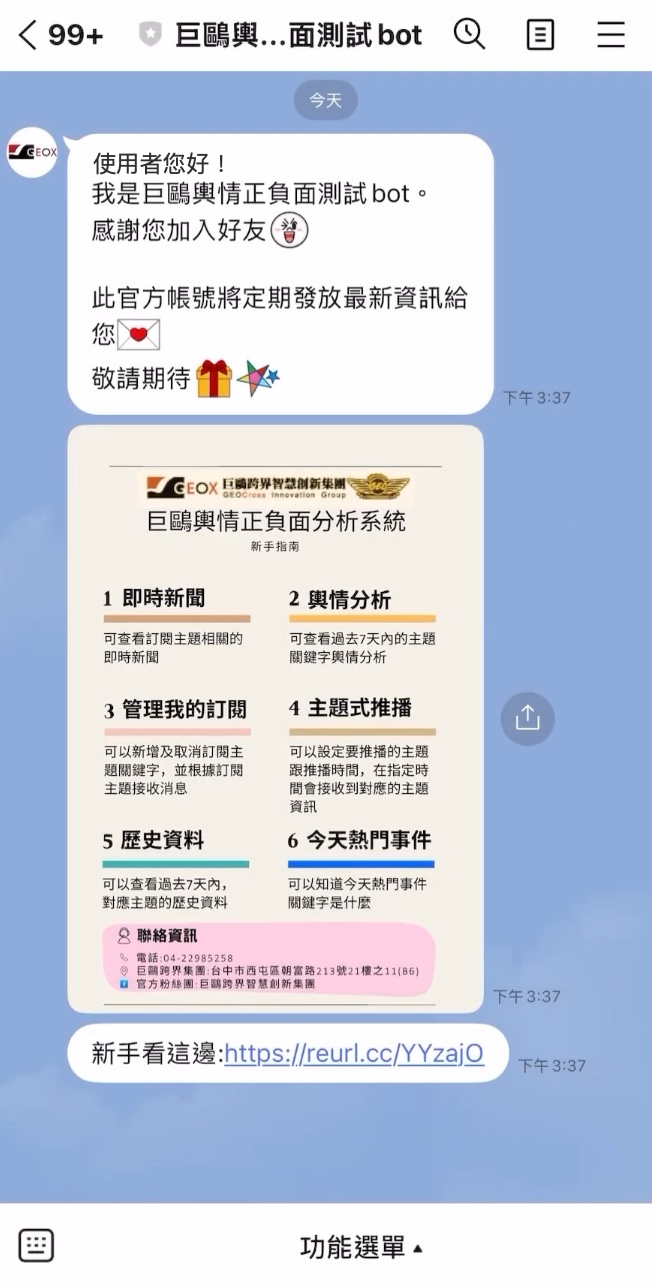 99+
巨鷗輿...面測試bot
今天
GEOX
使用者您好！
我是巨鷗輿情正負面測試bot。
感謝您加入好友
此官方帳號將定期發放最新資訊給
您
敬請期待
下午3:37
GEOX 巨鷗跨界智慧創新集團
GEOCross Innovation Group
巨鷗輿情正負面分析系統
新手指南
1 即時新聞
可查看訂閱主題相關的
即時新聞
2 輿情分析
可查看過去7天內的主題
關鍵字輿情分析
3 管理我的訂閱
可以新增及取消訂閱主
題關鍵字，並根據訂閱
主題接收消息
4 主題式推播
可以設定要推播的主題
跟推播時間，在指定時
間會接收到對應的主題
資訊
5 歷史資料
可以查看過去7天內，
對應主題的歷史資料
6 今天熱門事件
可以知道今天熱門事件
關鍵字是什麼
聯絡資訊
電話:04-22985258
巨鷗跨界集團:台中市西屯區朝富路213號21樓之11(B6)
官方粉絲團:巨鷗跨界智慧創新集團
下午3:37
新手看這邊:https://reurl.cc/YYzajO
下午3:37
功能選單